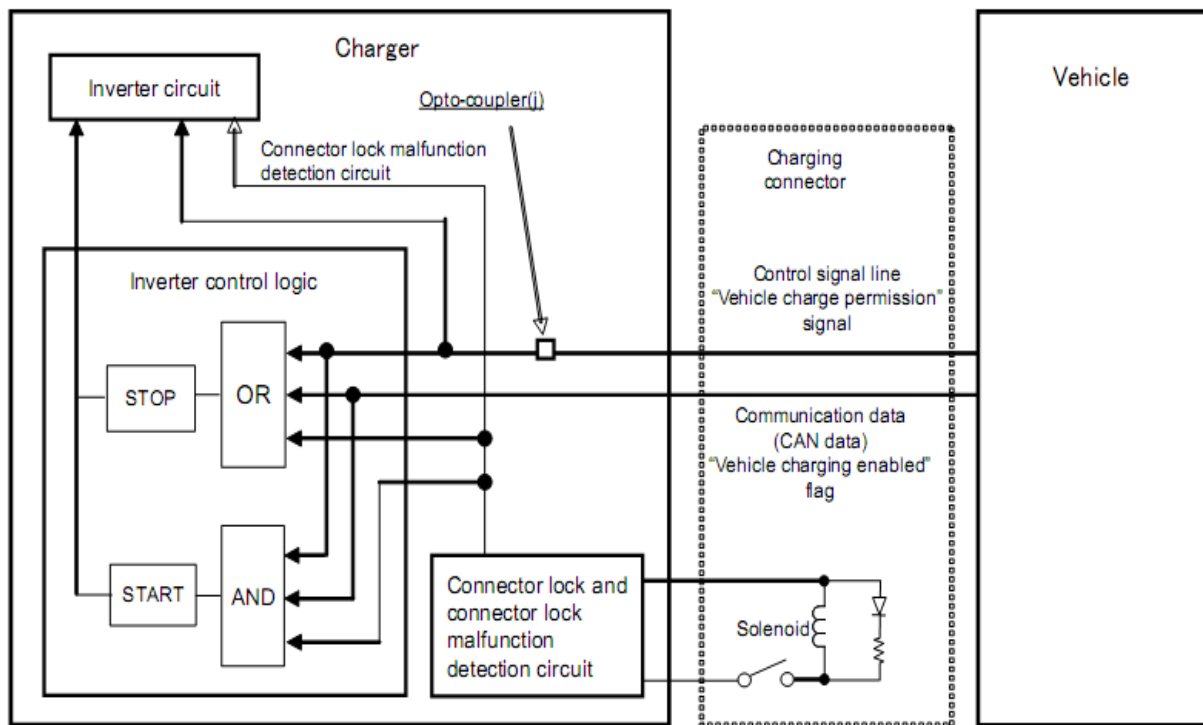 Charger
Vehicle
Inverter circuit
Opto-coupler(j)
Connector lock malfunction
detection circuit
Charging
connector
Inverter control logic
Control signal line
“Vehicle charge permission”
signal
STOP
OR
Communication data
(CAN data)
“Vehicle charging enabled”
flag
START
AND
Connector lock and
connector lock
malfunction
detection circuit
Solenoid